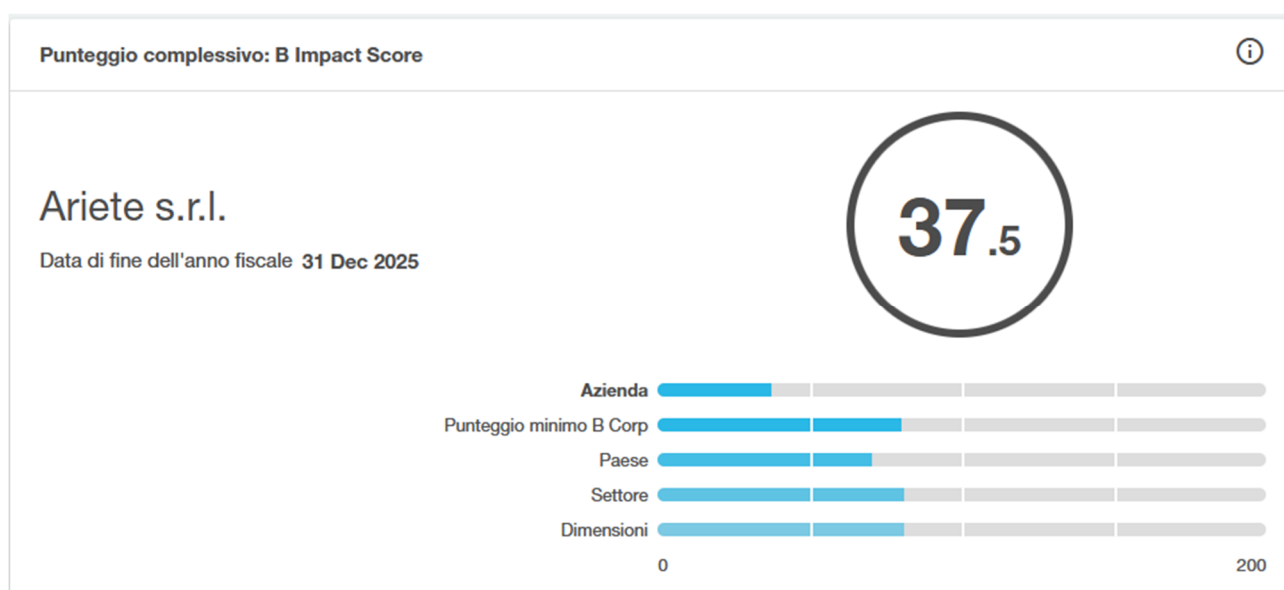 Punteggio complessivo: B Impact Score
Ariete s.r.l.
Data di fine dell'anno fiscale 31 Dec 2025
37.5
Azienda
Punteggio minimo B Corp
Paese
Settore
Dimensioni
0 200